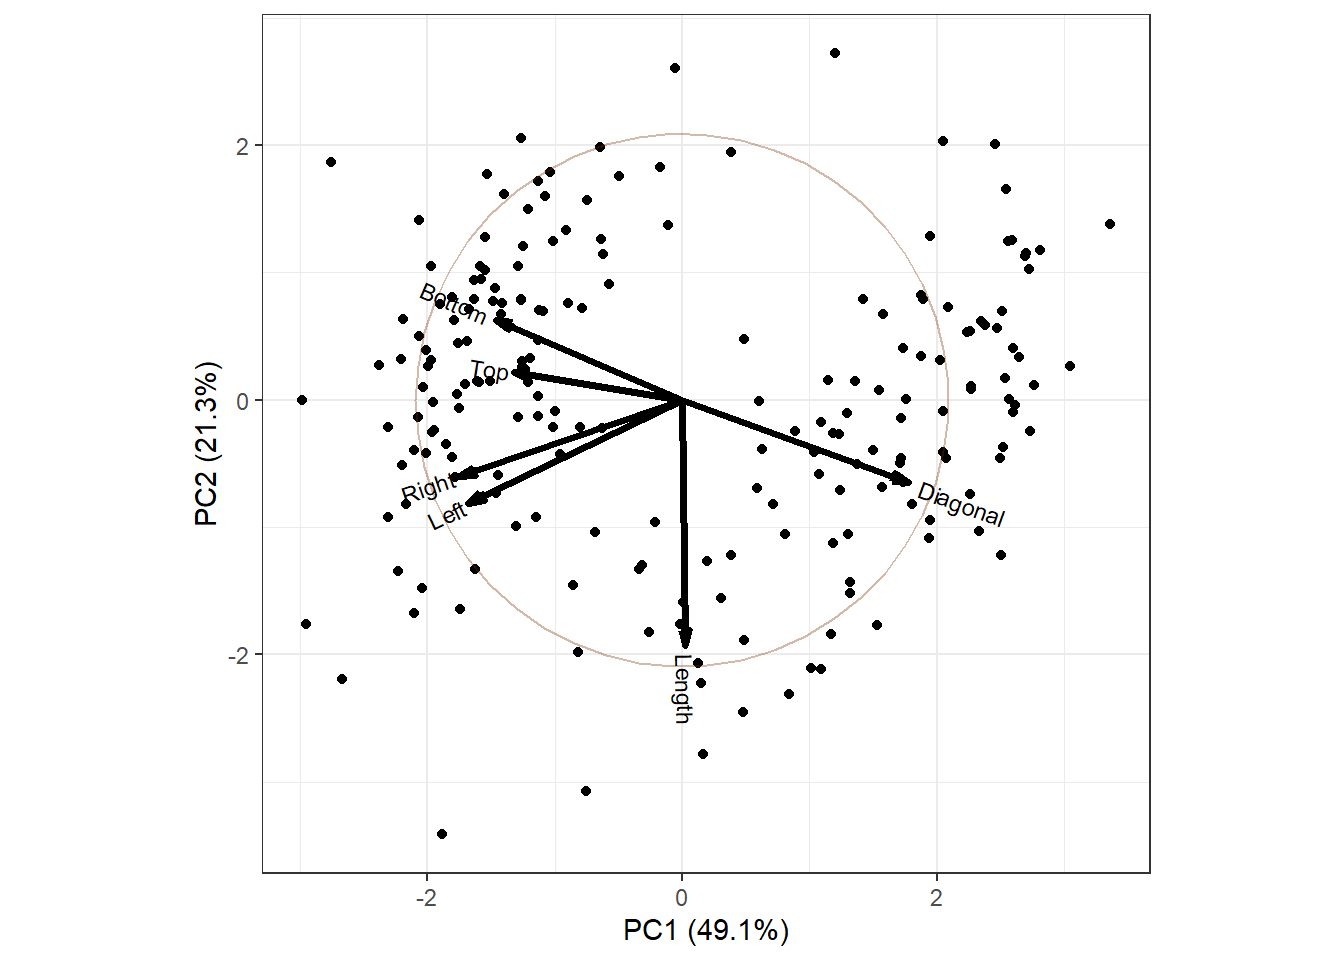 2
0
-2
PC2 (21.3%)
Bottom
Top
Right
Left
Diagonal
Length
-2 0 2
PC1 (49.1%)